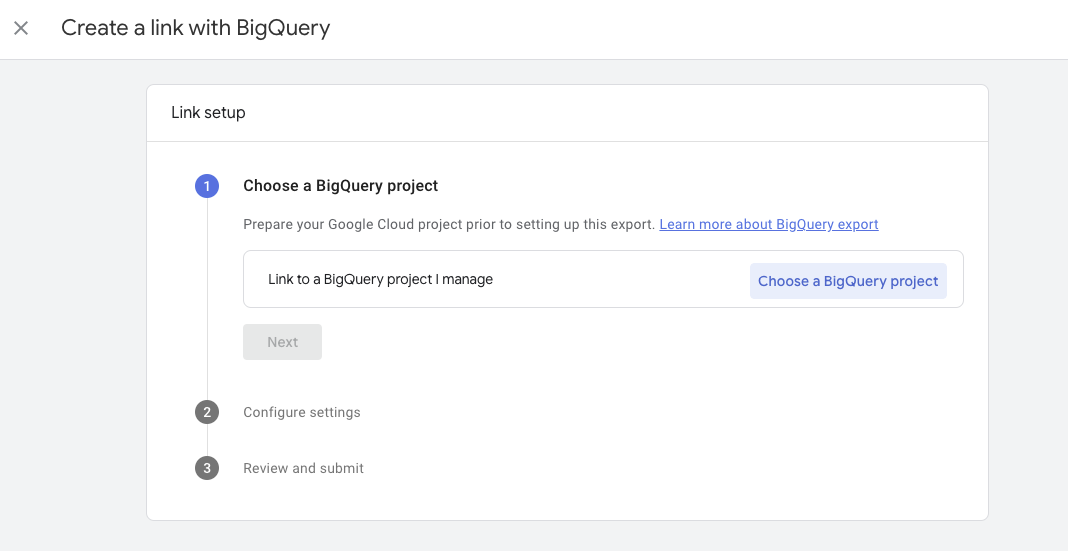 Create a link with BigQuery
Link setup
1
Choose a BigQuery project
Prepare your Google Cloud project prior to setting up this export. Learn more about BigQuery export
Link to a BigQuery project I manage
Choose a BigQuery project
Next
2
Configure settings
3
Review and submit